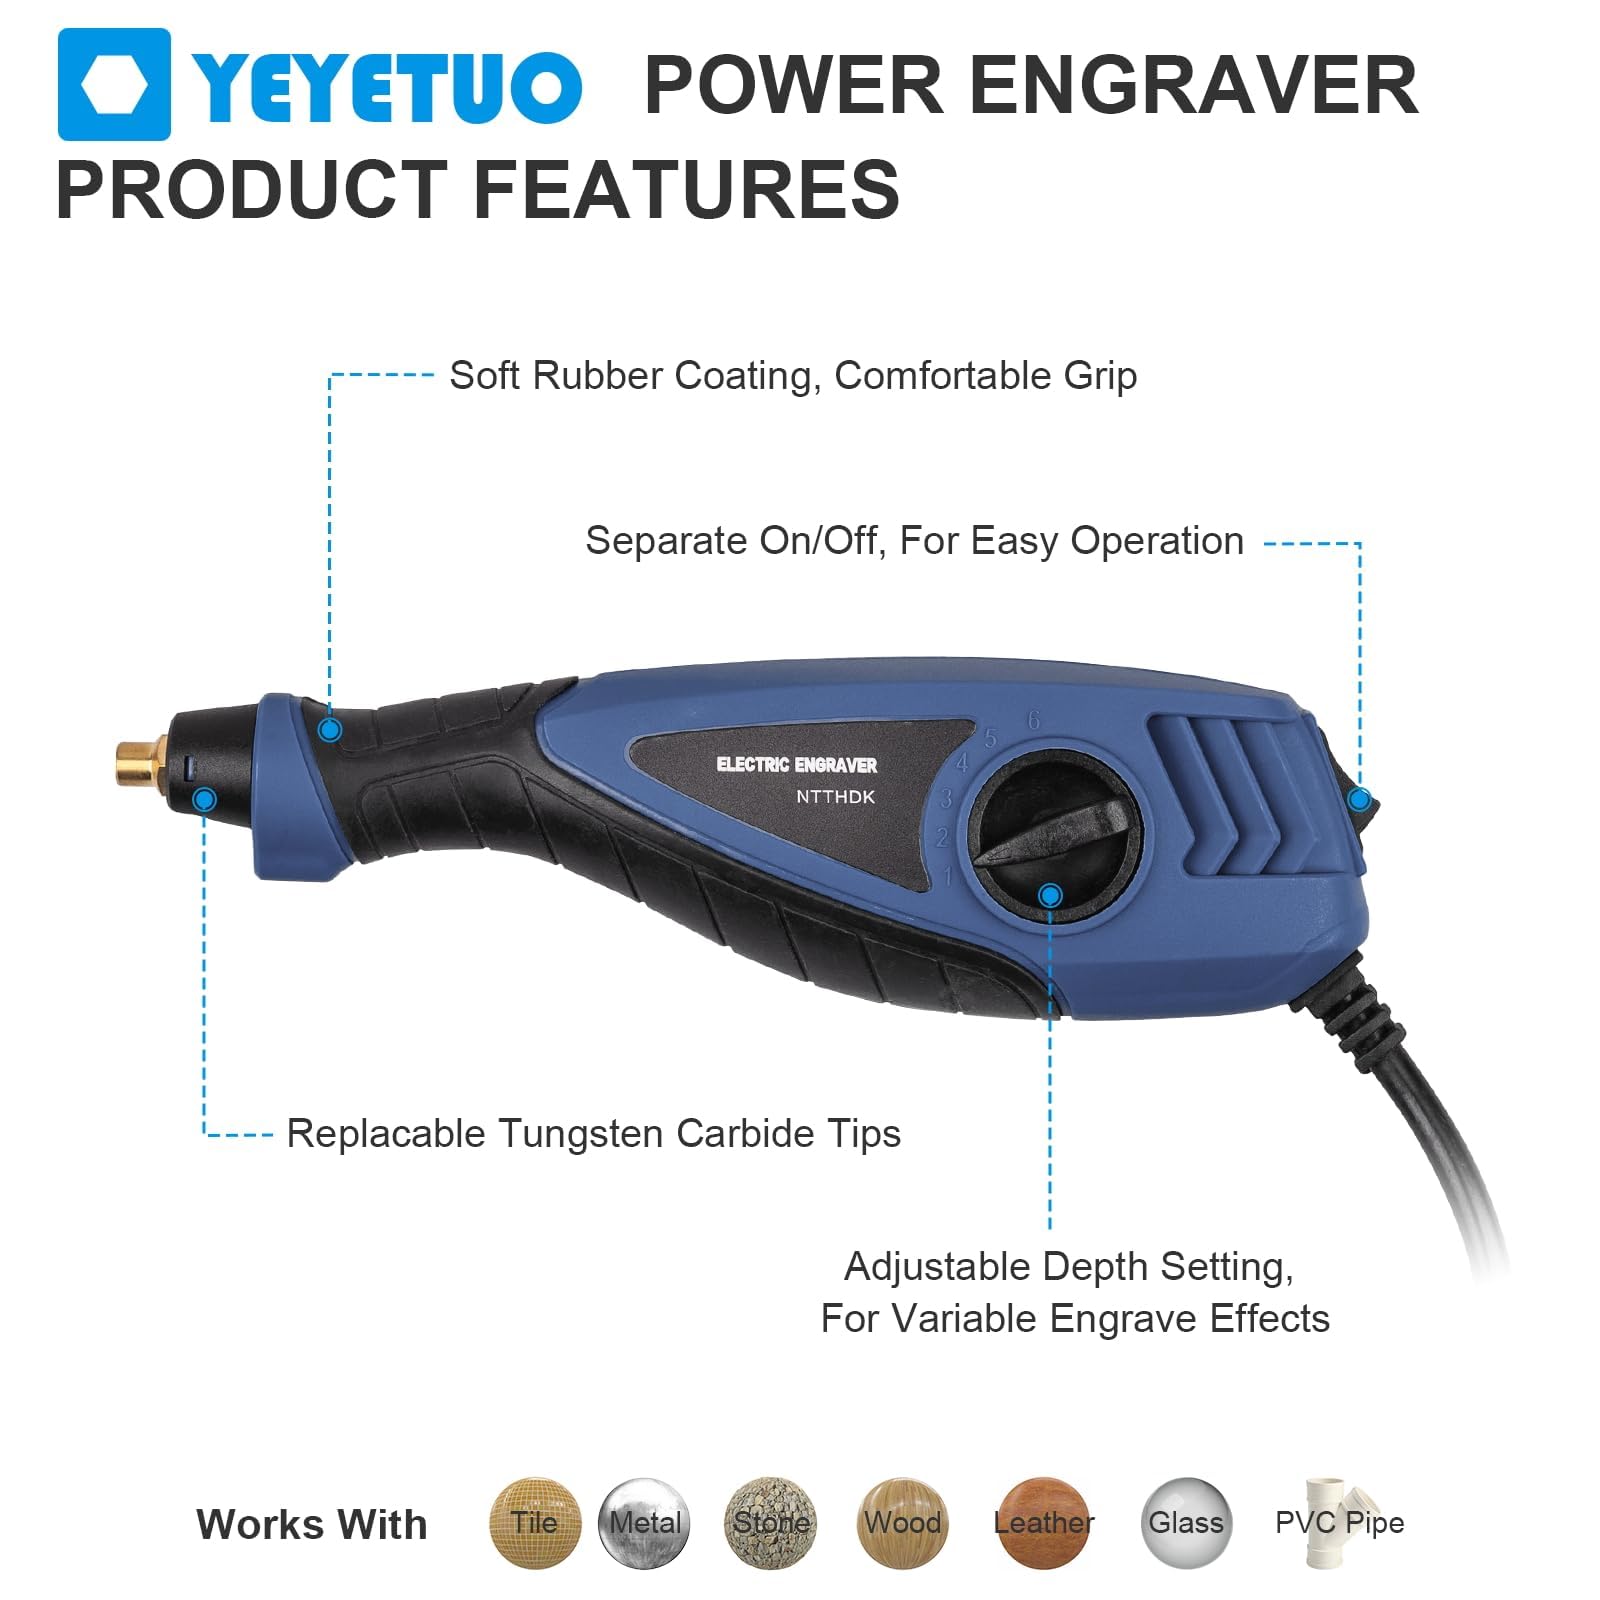 YEYETUO POWER ENGRAVER
PRODUCT FEATURES
Soft Rubber Coating, Comfortable Grip
Separate On/Off, For Easy Operation
ELECTRIC ENGRAVER
NTTHDK
6
5
4
3
2
1
Replacable Tungsten Carbide Tips
Adjustable Depth Setting,
For Variable Engrave Effects
Works With Tile Metal Stone Wood Leather Glass PVC Pipe